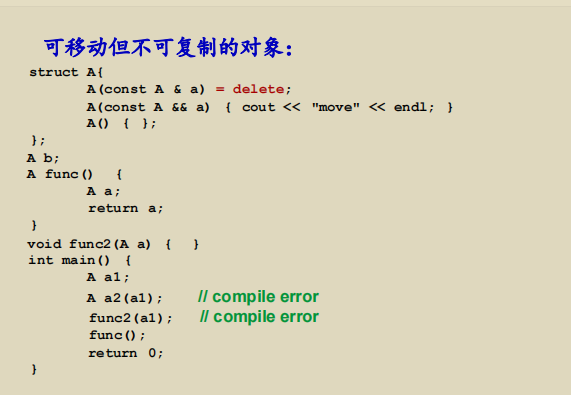 可移动但不可复制的对象：
struct A{
A(const A & a) = delete;
A(const A && a) { cout << "move" << endl; }
A() { };
};
A b;
A func() {
A a;
return a;
}
void func2(A a) { }
int main() {
A a1;
A a2(a1); // compile error
func2(a1); // compile error
func();
return 0;
}